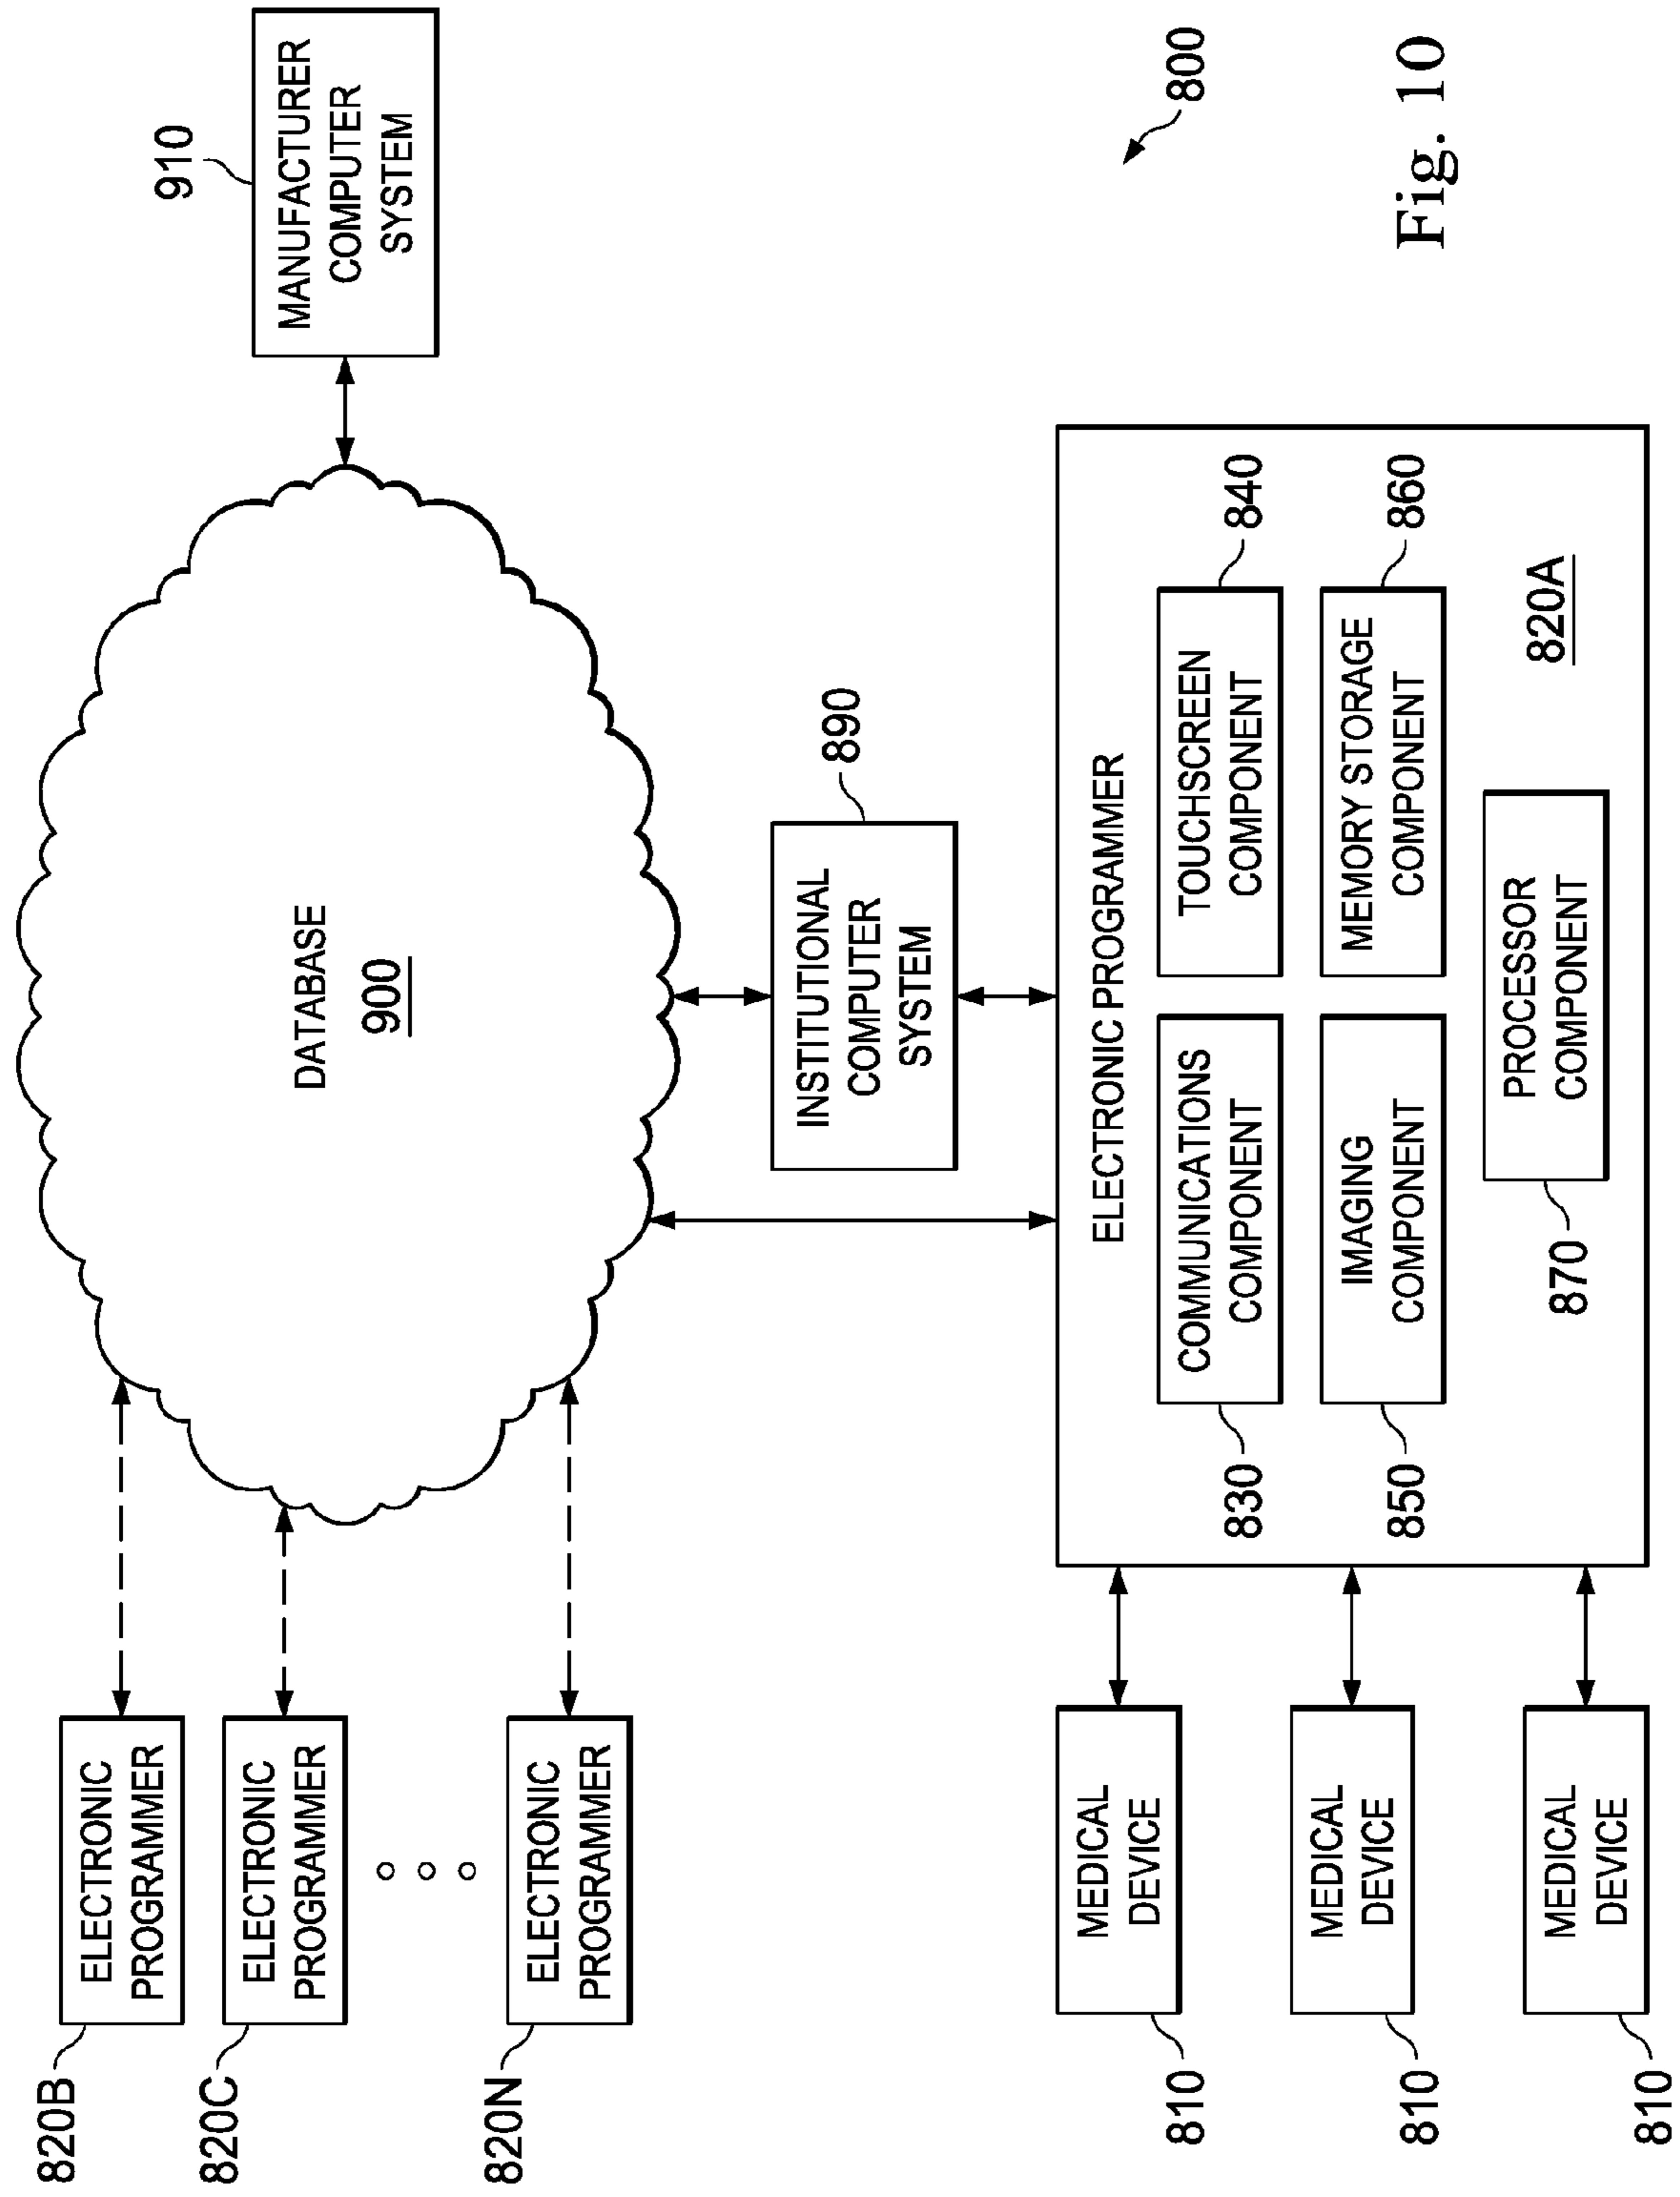 820B
ELECTRONIC
PROGRAMMER
820C
ELECTRONIC
PROGRAMMER
820N
ELECTRONIC
PROGRAMMER
DATABASE
900
910
MANUFACTURER
COMPUTER
SYSTEM
INSTITUTIONAL
COMPUTER
SYSTEM
890
810
MEDICAL
DEVICE
810
MEDICAL
DEVICE
810
MEDICAL
DEVICE
ELECTRONIC PROGRAMMER
830
COMMUNICATIONS
COMPONENT
TOUCHSCREEN
COMPONENT
840
850
IMAGING
COMPONENT
MEMORY STORAGE
COMPONENT
860
870
PROCESSOR
COMPONENT
820A
800
Fig. 10